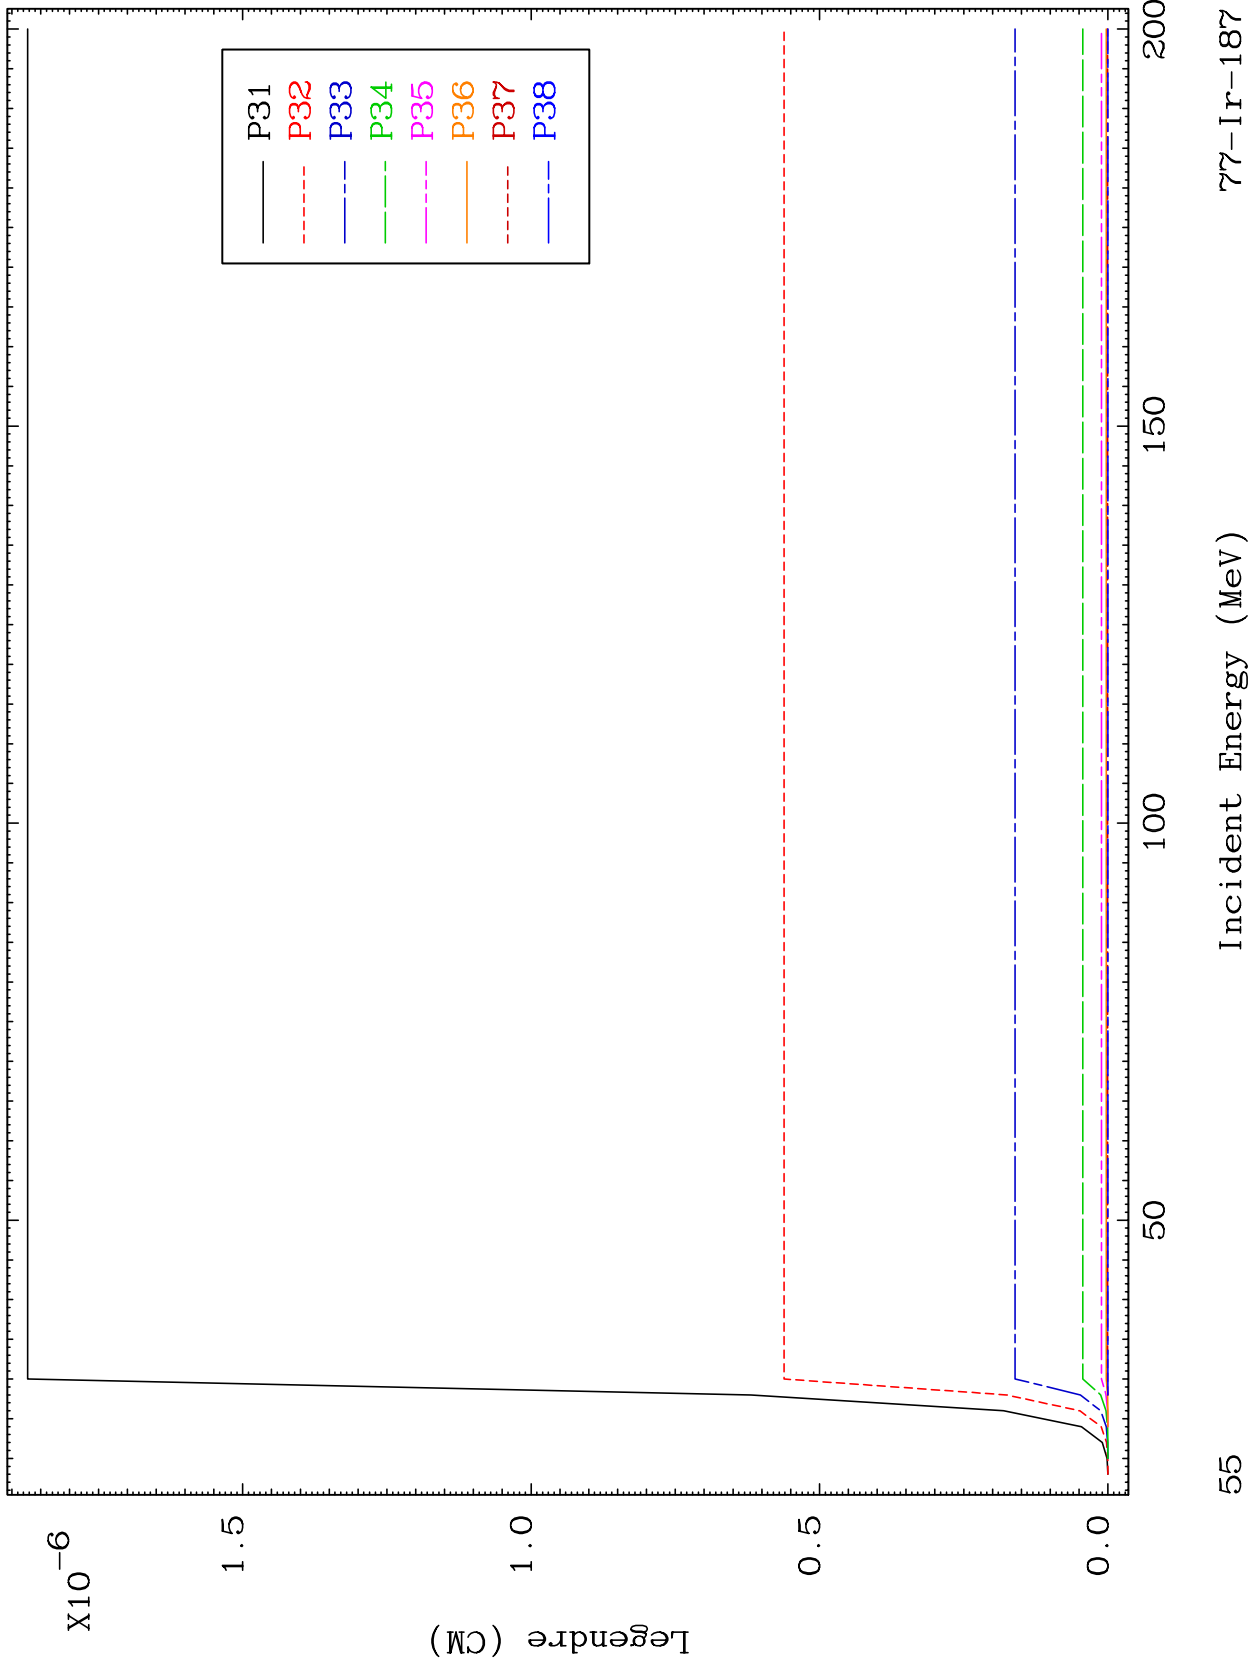 X10⁻⁶
1.5
1.0
0.5
0.0
Legendre (CM)
P31
P32
P33
P34
P35
P36
P37
P38
50
100
150
200
Incident Energy (MeV)
55
77-Ir-187